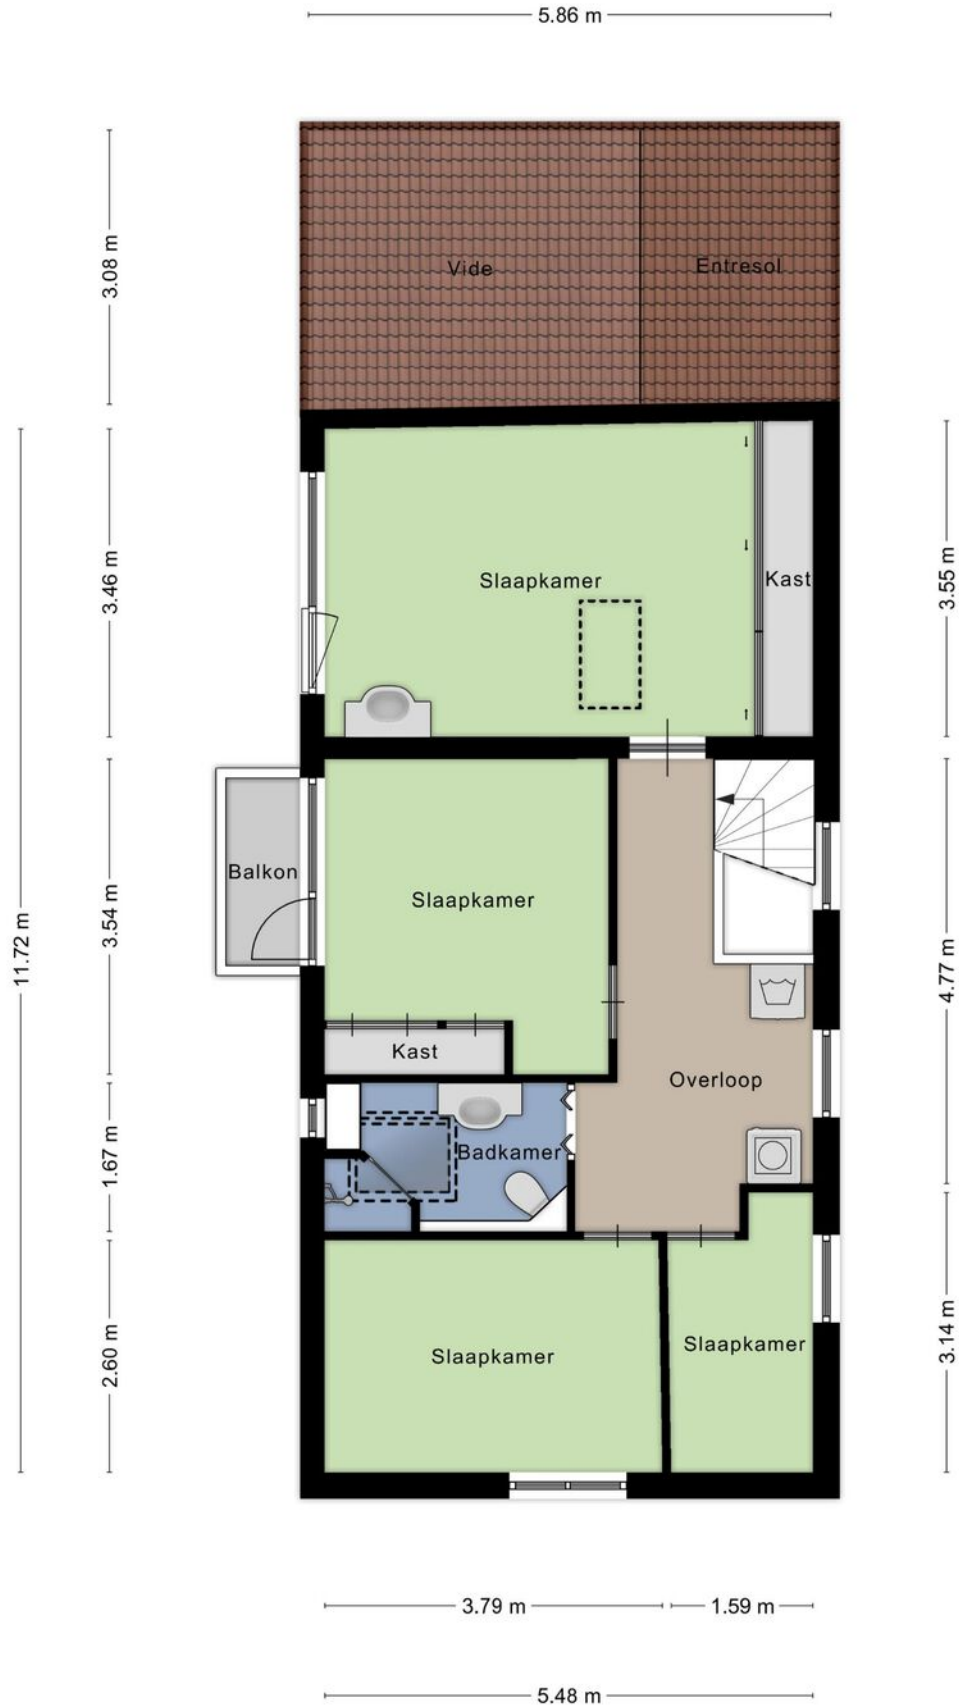 5.86 m
3.08 m
Vide
Entresol
3.46 m
Slaapkamer
Kast
3.55 m
11.72 m
3.54 m
Balkon
Slaapkamer
4.77 m
Kast
Overloop
1.67 m
Badkamer
2.60 m
Slaapkamer
Slaapkamer
3.14 m
3.79 m
1.59 m
5.48 m